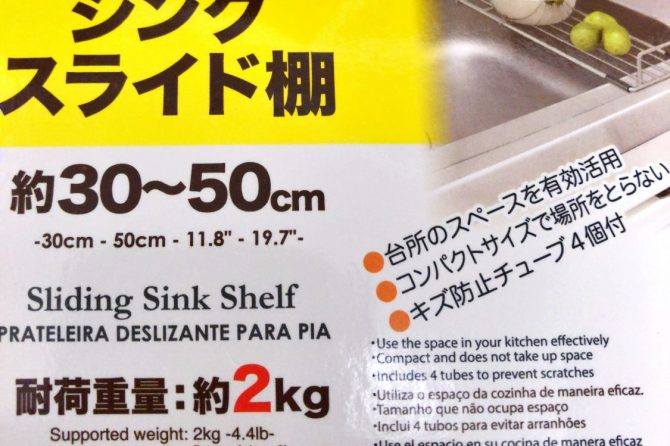 シンク
スライド棚
約30〜50cm
-30cm - 50cm - 11.8" - 19.7"-
Sliding Sink Shelf
PRATELEIRA DESLIZANTE PARA PIA
耐荷重量：約2kg
Supported weight: 2kg -4.4lb-
●台所のスペースを有効活用
●コンパクトサイズで場所をとらない
●キズ防止チューブ4個付
・Use the space in your kitchen effectively
・Compact and does not take up space
・Includes 4 tubes to prevent scratches
・Utiliza o espaço da cozinha de maneira eficaz.
・Tamanho que não ocupa espaço
・Inclui 4 tubos para evitar arranhões
・Use el espacio en su cocina de manera